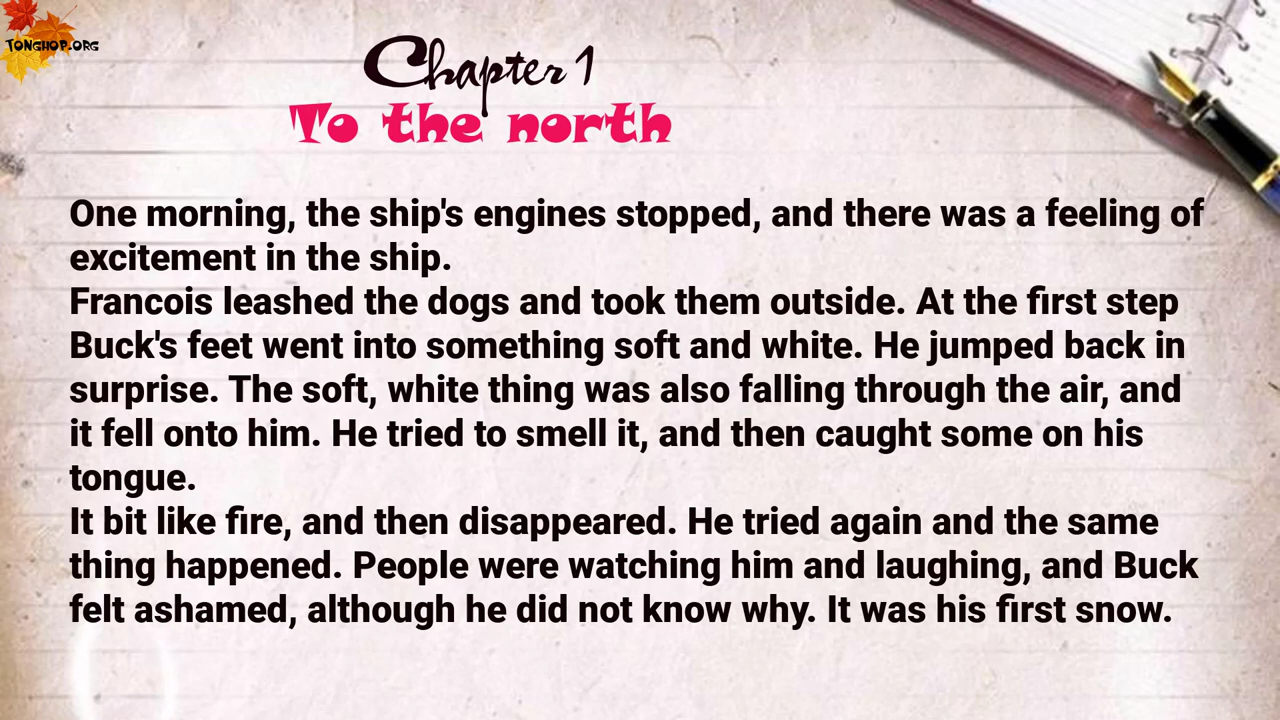 TONGHOP.ORG
Chapter 1
To the north
One morning, the ship's engines stopped, and there was a feeling of
excitement in the ship.
Francois leashed the dogs and took them outside. At the first step
Buck's feet went into something soft and white. He jumped back in
surprise. The soft, white thing was also falling through the air, and
it fell onto him. He tried to smell it, and then caught some on his
tongue.
It bit like fire, and then disappeared. He tried again and the same
thing happened. People were watching him and laughing, and Buck
felt ashamed, although he did not know why. It was his first snow.